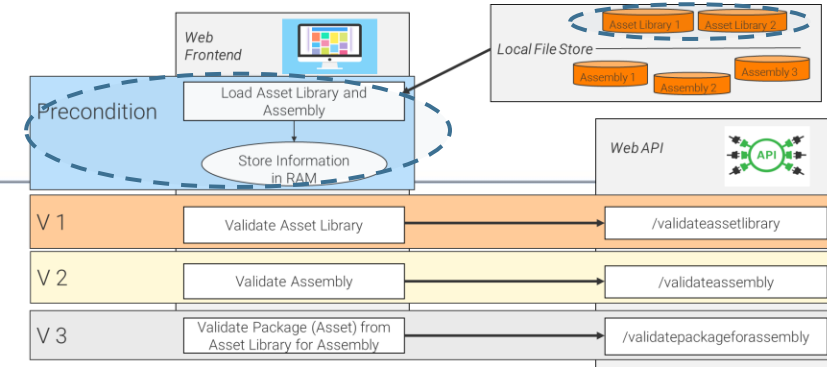 Web
Frontend
Asset Library 1
Asset Library 2
Local File Store
Assembly 1
Assembly 2
Assembly 3
Precondition
Load Asset Library and
Assembly
Store Information
in RAM
Web API
API
V 1
Validate Asset Library
/validateassetlibrary
V 2
Validate Assembly
/validateassembly
V 3
Validate Package (Asset) from
Asset Library for Assembly
/validatepackageforassembly